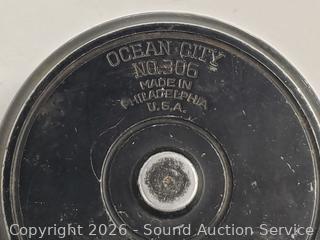 OCEAN CITY
NO. 306
MADE IN
PHILADELPHIA
U.S.A.
Copyright 2026 - Sound Auction Service